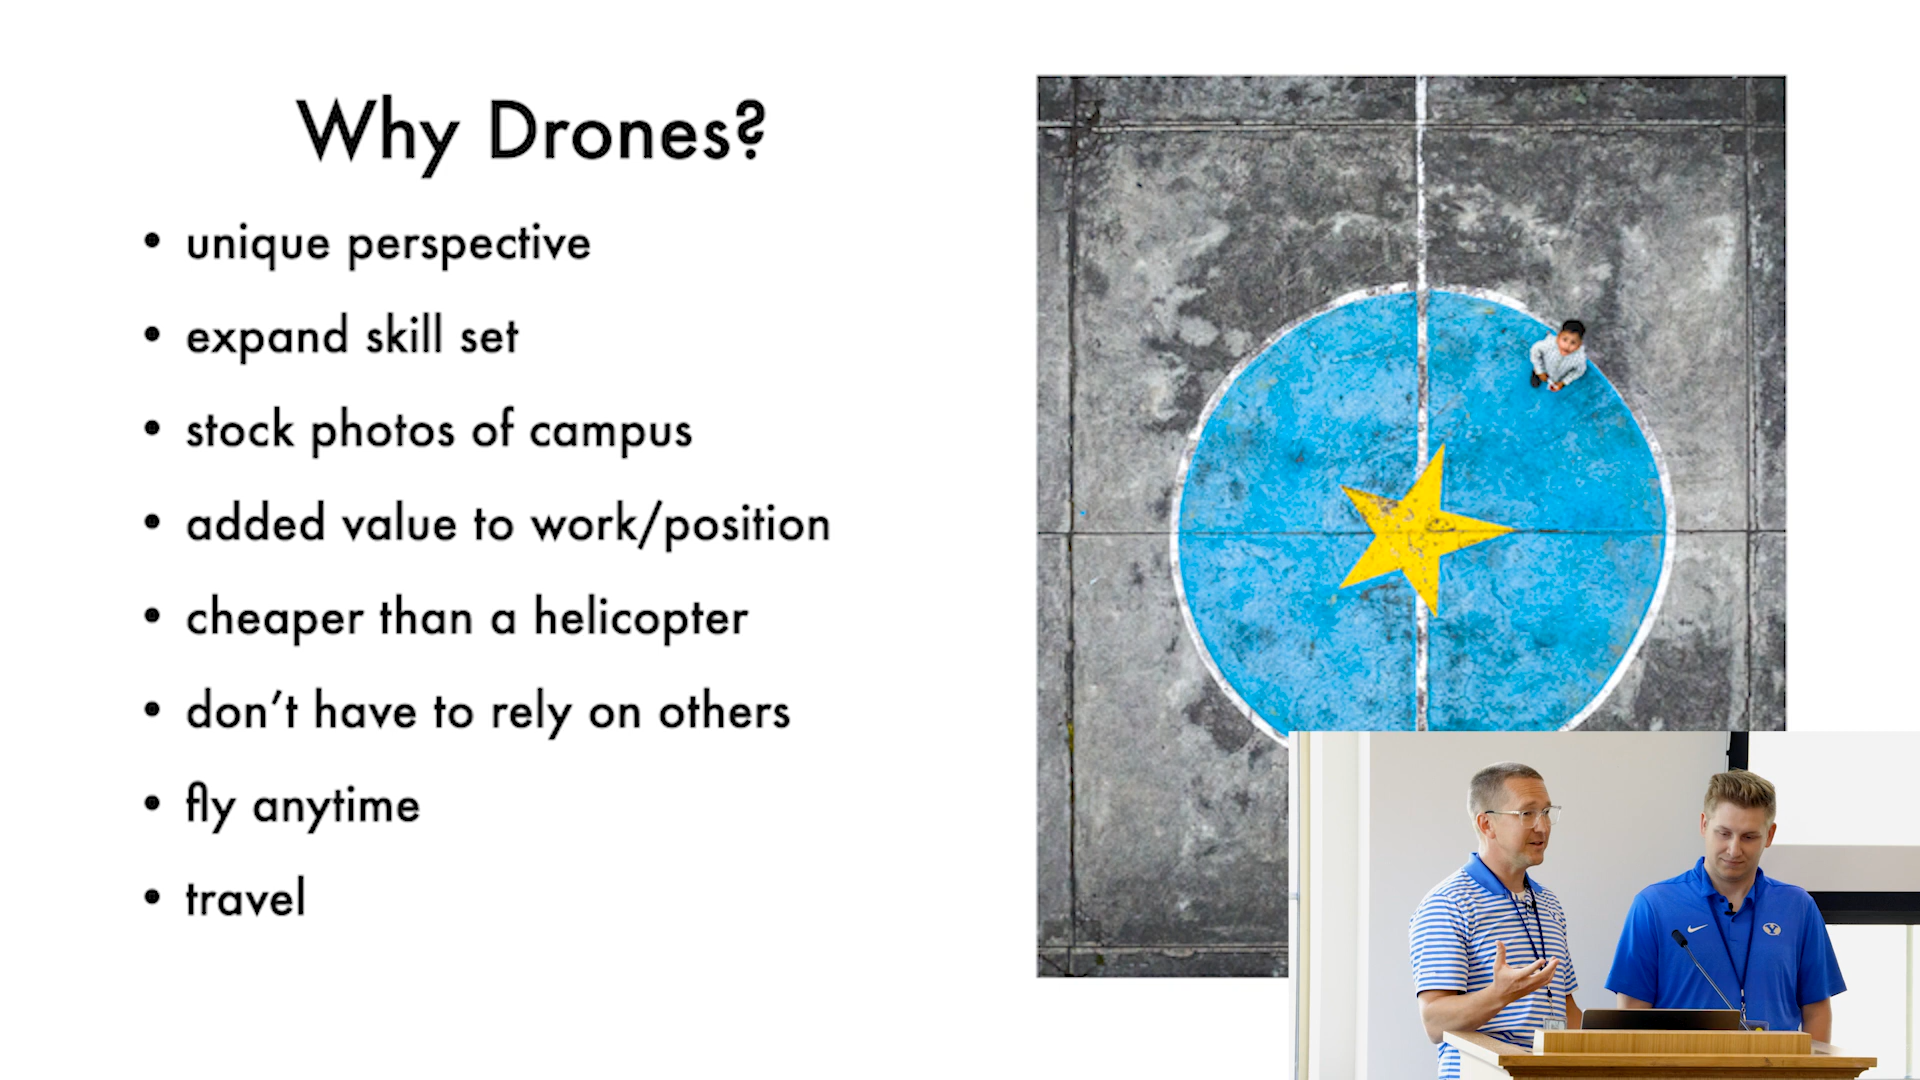 Why Drones?
• unique perspective
• expand skill set
• stock photos of campus
• added value to work/position
• cheaper than a helicopter
• don’t have to rely on others
• fly anytime
• travel
Y